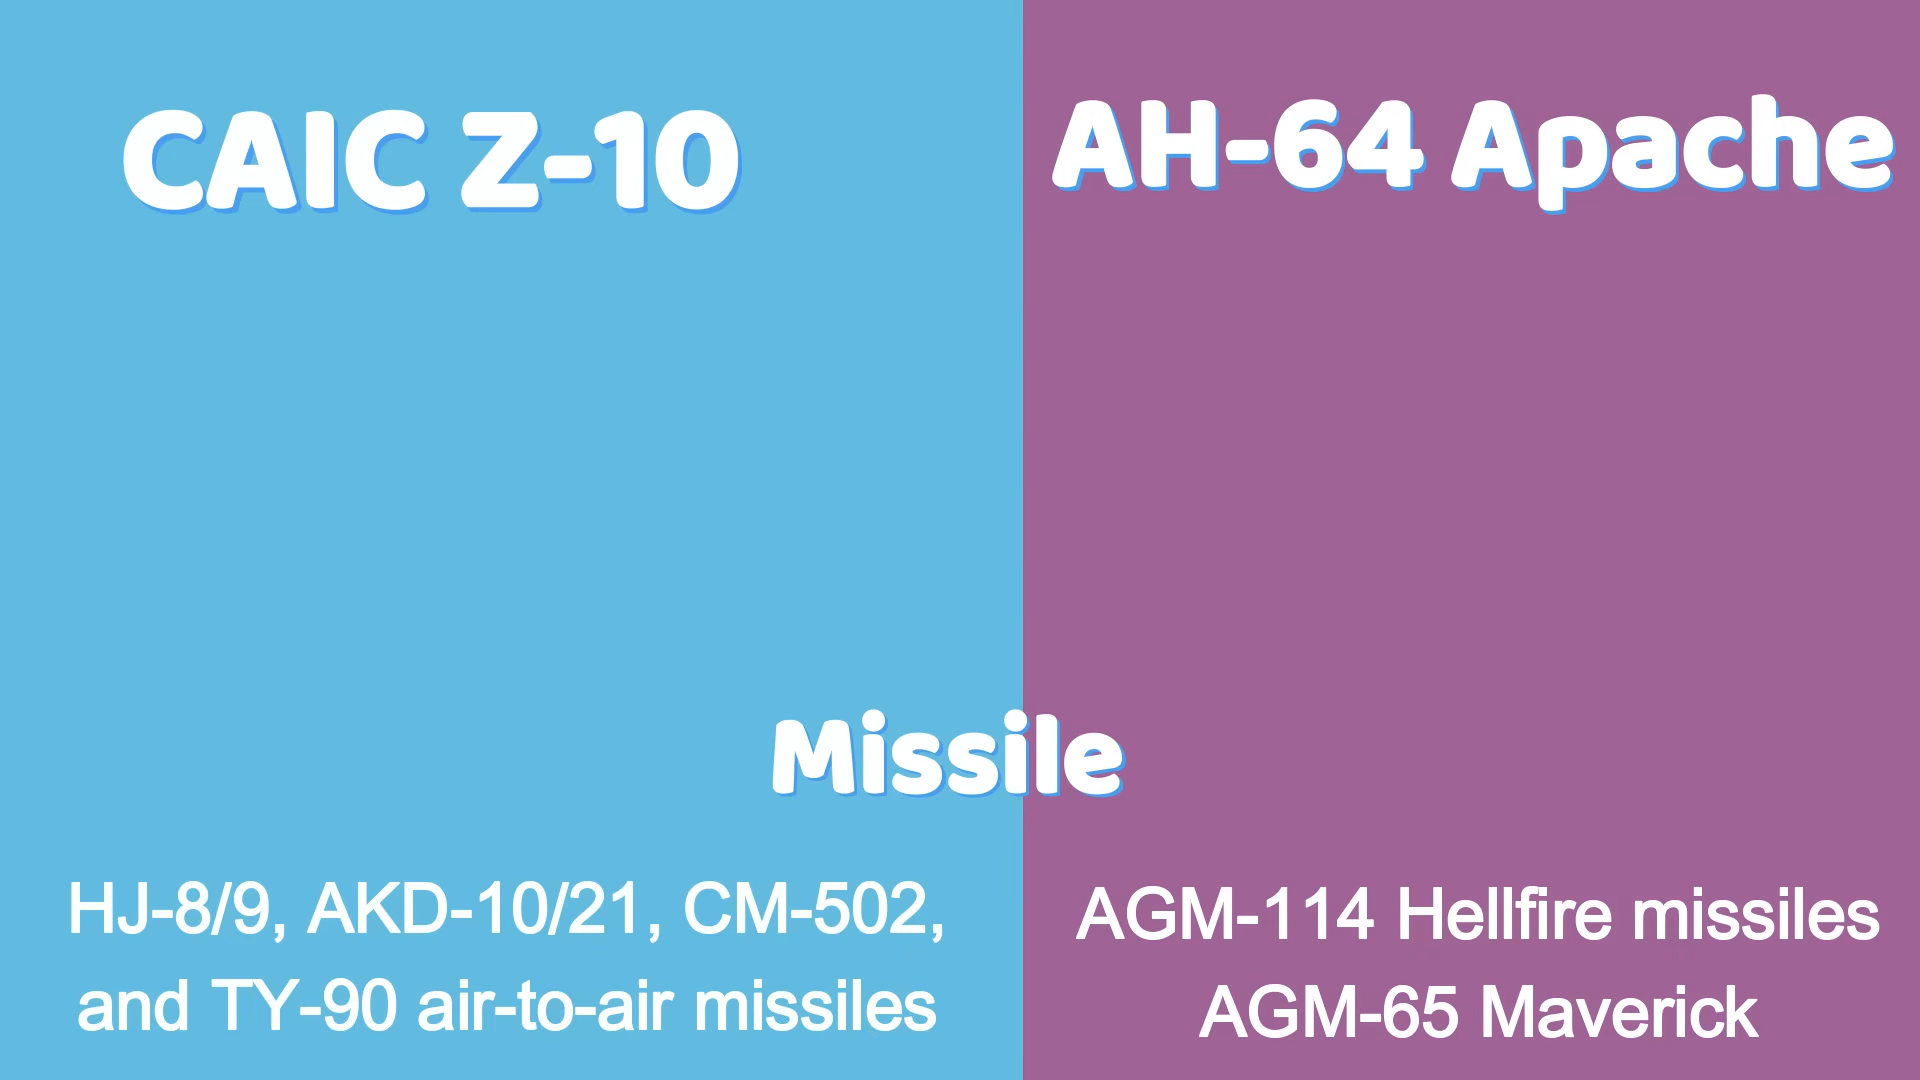 CAIC Z-10
AH-64 Apache
Missile
HJ-8/9, AKD-10/21, CM-502,
and TY-90 air-to-air missiles
AGM-114 Hellfire missiles
AGM-65 Maverick